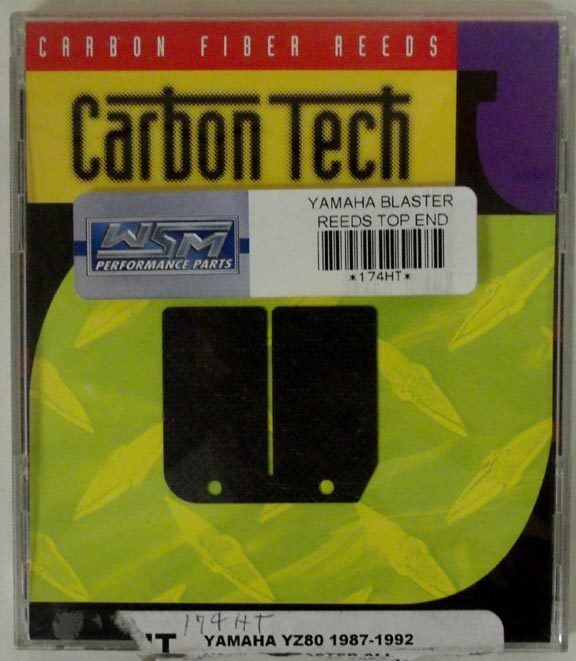 CARBON FIBER REEDS
Carbon Tech
WSM
PERFORMANCE PARTS
YAMAHA BLASTER
REEDS TOP END
*174HT*
174HT
YAMAHA YZ80 1987-1992